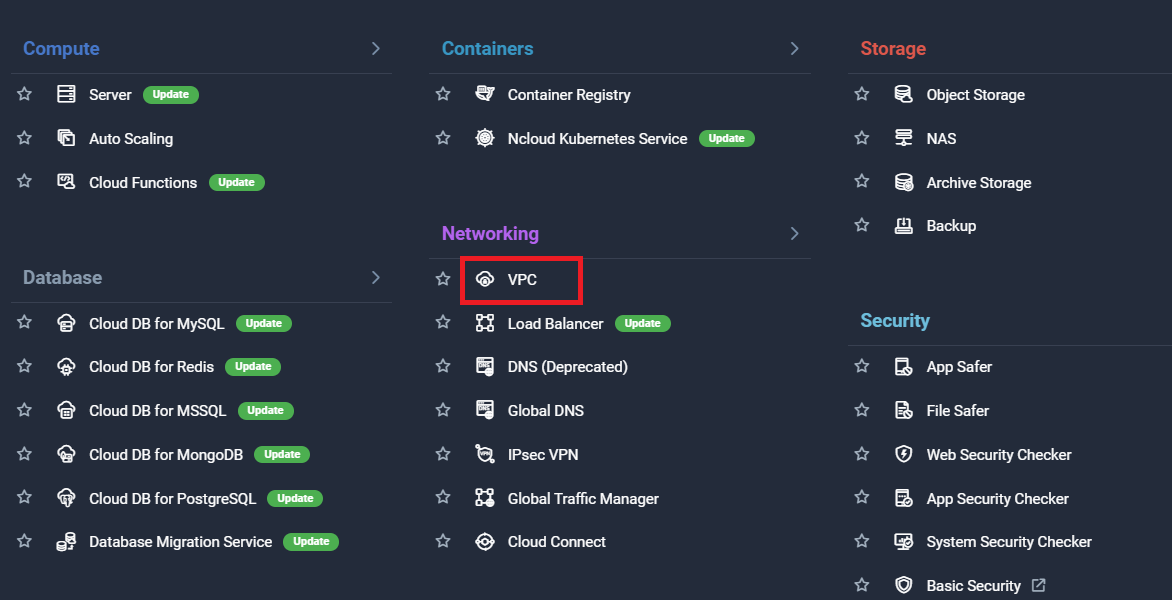 Compute
Server Update
Auto Scaling
Cloud Functions Update
Database
Cloud DB for MySQL Update
Cloud DB for Redis Update
Cloud DB for MSSQL Update
Cloud DB for MongoDB Update
Cloud DB for PostgreSQL Update
Database Migration Service Update
Containers
Container Registry
Ncloud Kubernetes Service Update
Networking
VPC
Load Balancer Update
DNS (Deprecated)
Global DNS
IPsec VPN
Global Traffic Manager
Cloud Connect
Storage
Object Storage
NAS
Archive Storage
Backup
Security
App Safer
File Safer
Web Security Checker
App Security Checker
System Security Checker
Basic Security